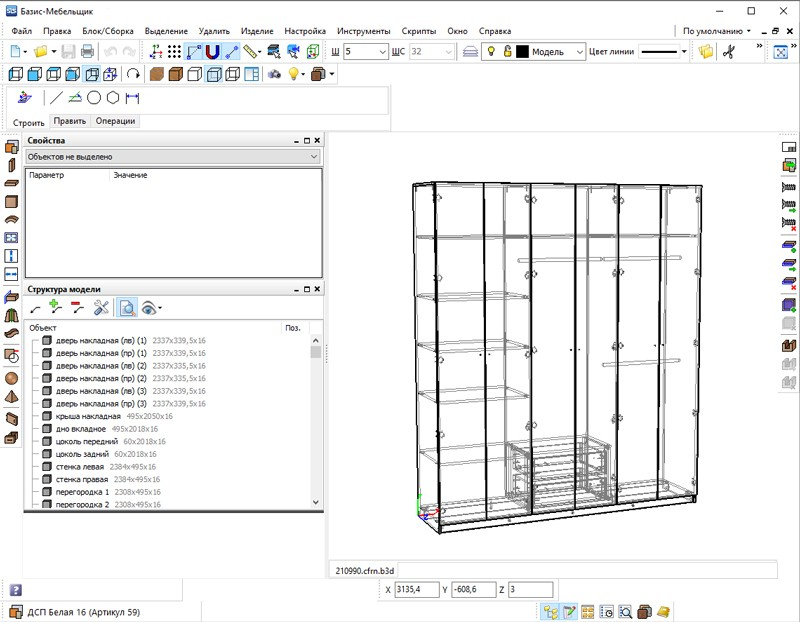 Базис-Мебельщик
Файл Правка Блок/Сборка Выделение Удалить Изделие Настройка Инструменты Скрипты Окно Справка По умолчанию
Ш 5 ШС 32 Модель Цвет линии
Строить Править Операции
Свойства
Объектов не выделено
Параметр Значение
Структура модели
Объект Поз.
дверь накладная (лв) (1) 2337x339,5x16
дверь накладная (пр) (1) 2337x339,5x16
дверь накладная (лв) (2) 2337x335,5x16
дверь накладная (пр) (2) 2337x335,5x16
дверь накладная (лв) (3) 2337x339,5x16
дверь накладная (пр) (3) 2337x339,5x16
крыша накладная 495x2050x16
дно вкладное 495x2018x16
цоколь передний 60x2018x16
цоколь задний 60x2018x16
стенка левая 2384x495x16
стенка правая 2384x495x16
перегородка 1 2308x495x16
перегородка 2 2308x495x16
210990.cfrn.b3d
X 3135,4 Y -608,6 Z 3
ДСП Белая 16 (Артикул 59)